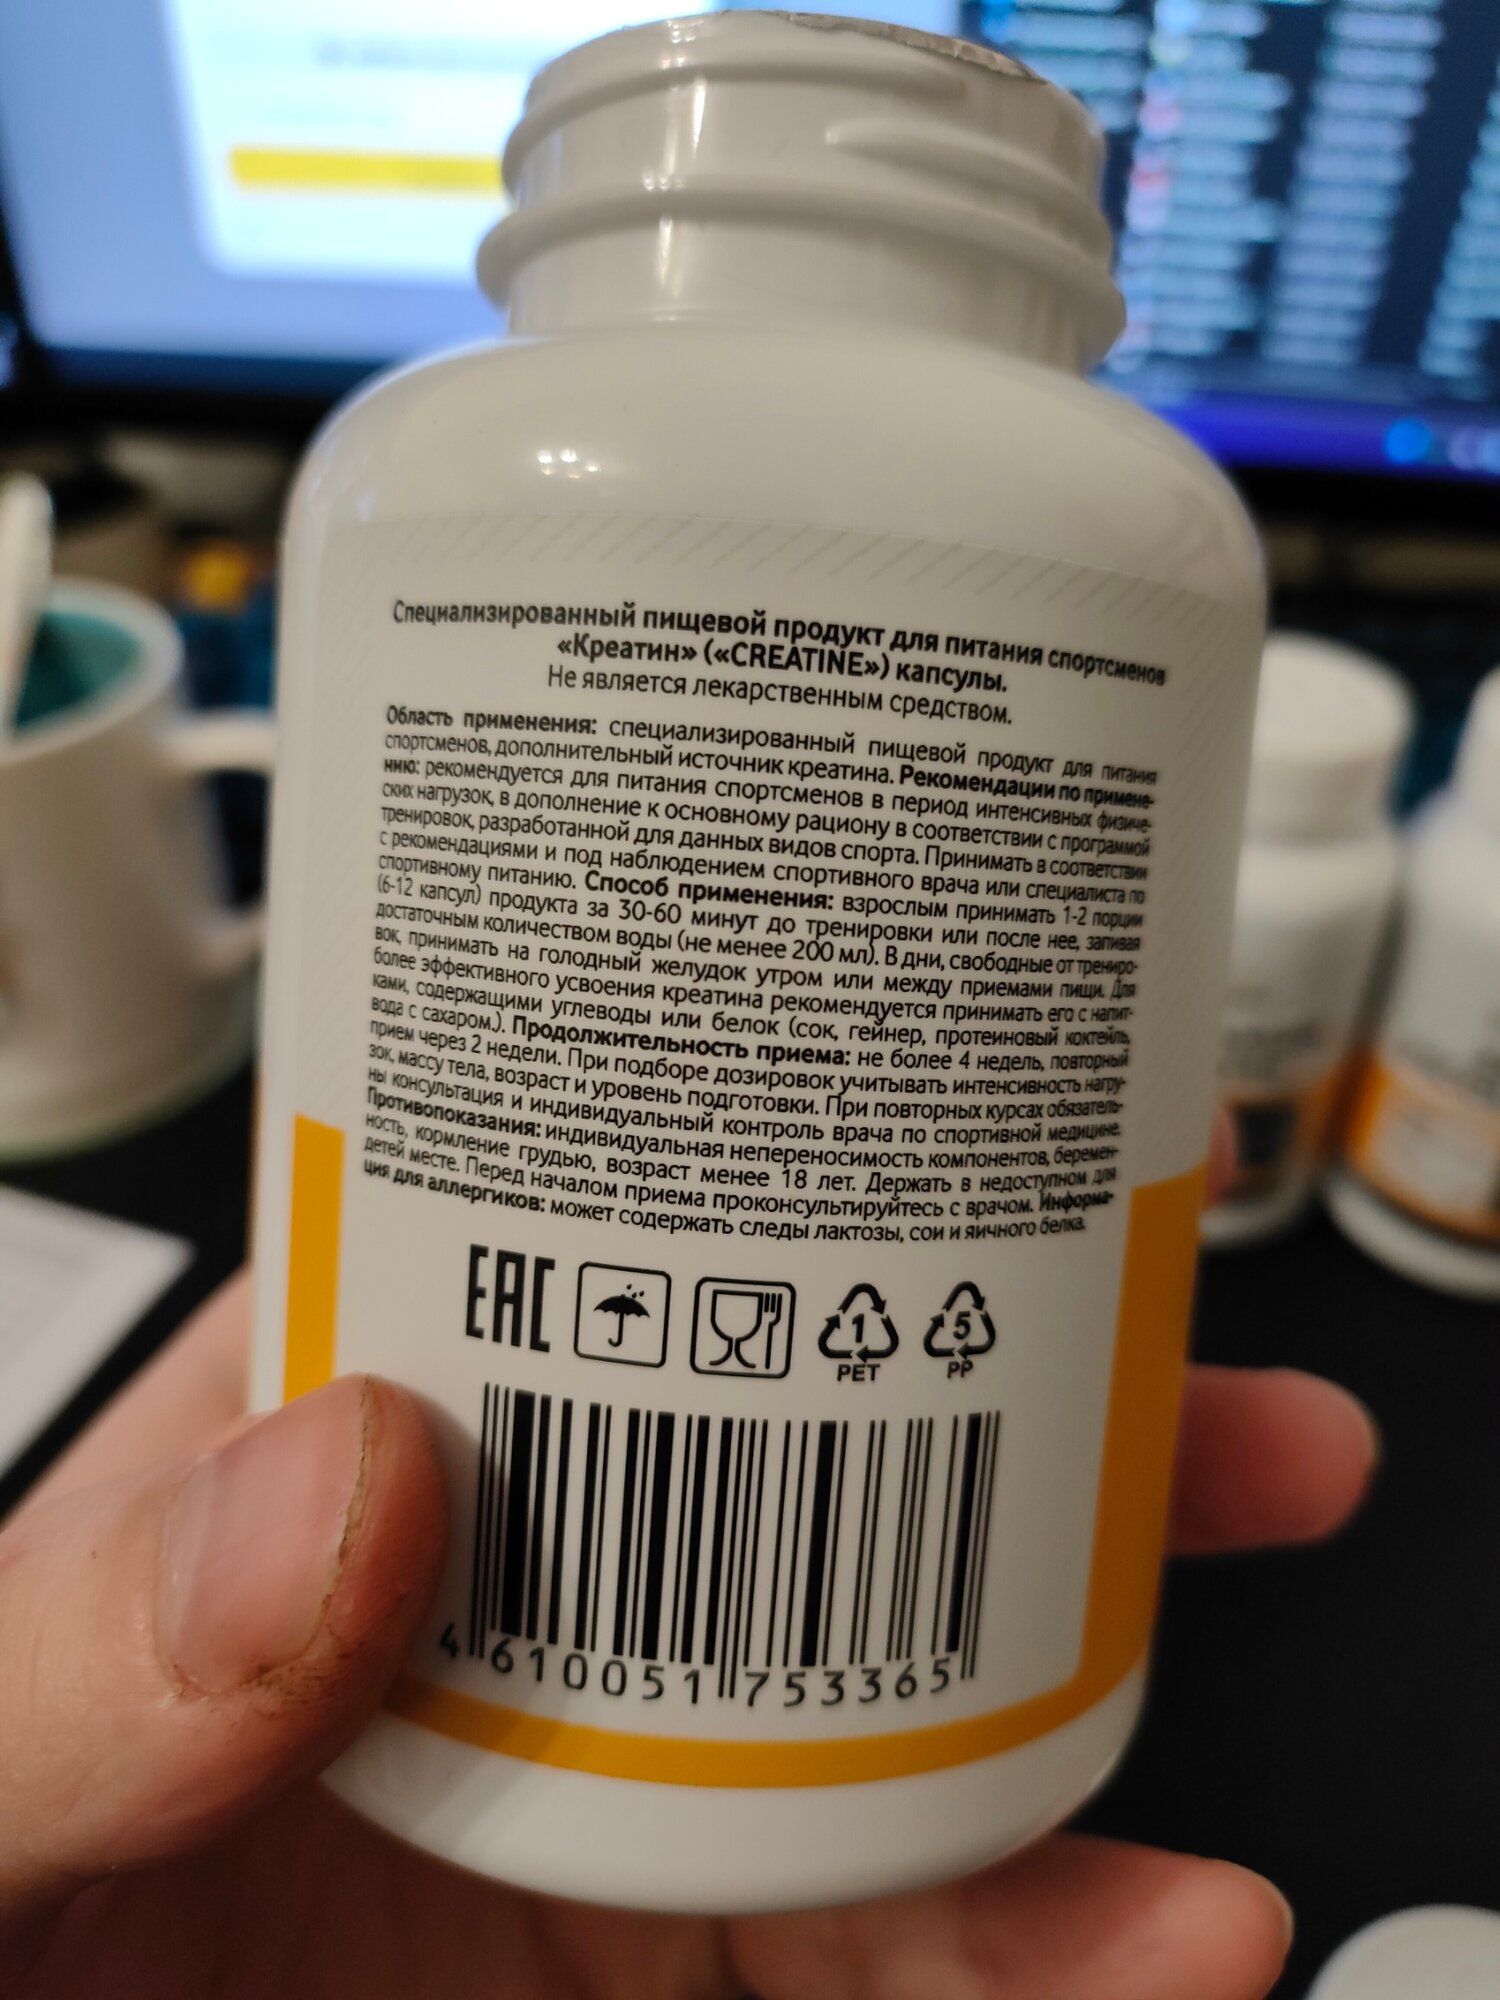 Специализированный пищевой продукт для питания спортсменов
«Креатин» («CREATINE») капсулы.
Не является лекарственным средством.
Область применения: специализированный пищевой продукт для питания
спортсменов, дополнительный источник креатина. Рекомендации по примене-
нию: рекомендуется для питания спортсменов в период интенсивных физиче-
ских нагрузок, в дополнение к основному рациону в соответствии с программой
тренировок, разработанной для данных видов спорта. Принимать в соответствии
с рекомендациями и под наблюдением спортивного врача или специалиста по
спортивному питанию. Способ применения: взрослым принимать 1-2 порции
(6-12 капсул) продукта за 30-60 минут до тренировки или после нее, запивая
достаточным количеством воды (не менее 200 мл). В дни, свободные от трениро-
вок, принимать на голодный желудок утром или между приемами пищи. Для
более эффективного усвоения креатина рекомендуется принимать его с напит-
ками, содержащими углеводы или белок (сок, гейнер, протеиновый коктейль,
вода с сахаром.). Продолжительность приема: не более 4 недель, повторный
прием через 2 недели. При подборе дозировок учитывать интенсивность нагру-
зок, массу тела, возраст и уровень подготовки. При повторных курсах обязатель-
ны консультация и индивидуальный контроль врача по спортивной медицине.
Противопоказания: индивидуальная непереносимость компонентов, беремен-
ность, кормление грудью, возраст менее 18 лет. Держать в недоступном для
детей месте. Перед началом приема проконсультируйтесь с врачом. Информа-
ция для аллергиков: может содержать следы лактозы, сои и яичного белка.
EAC
1 5
PET PP
4 610051 753365